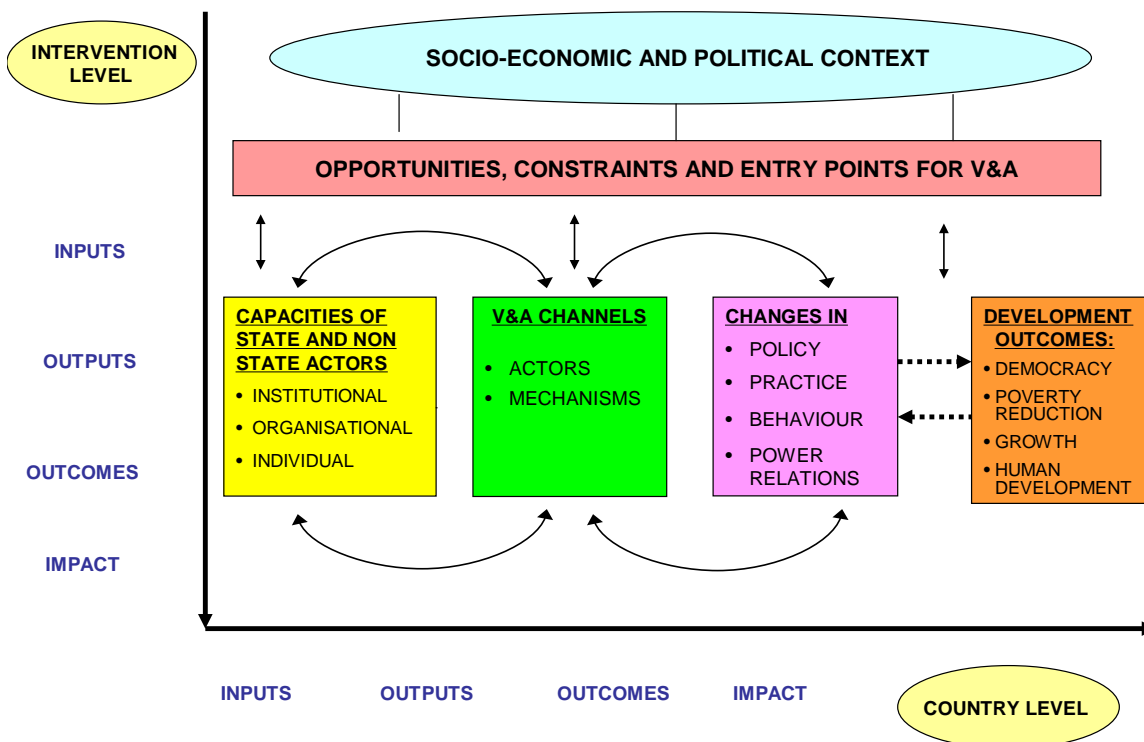 INTERVENTION
LEVEL
SOCIO-ECONOMIC AND POLITICAL CONTEXT
OPPORTUNITIES, CONSTRAINTS AND ENTRY POINTS FOR V&A
INPUTS
OUTPUTS
OUTCOMES
IMPACT
CAPACITIES OF
STATE AND NON
STATE ACTORS
• INSTITUTIONAL
• ORGANISATIONAL
• INDIVIDUAL
V&A CHANNELS
• ACTORS
• MECHANISMS
CHANGES IN
• POLICY
• PRACTICE
• BEHAVIOUR
• POWER
RELATIONS
DEVELOPMENT
OUTCOMES:
• DEMOCRACY
• POVERTY
REDUCTION
• GROWTH
• HUMAN
DEVELOPMENT
INPUTS OUTPUTS OUTCOMES IMPACT
COUNTRY LEVEL